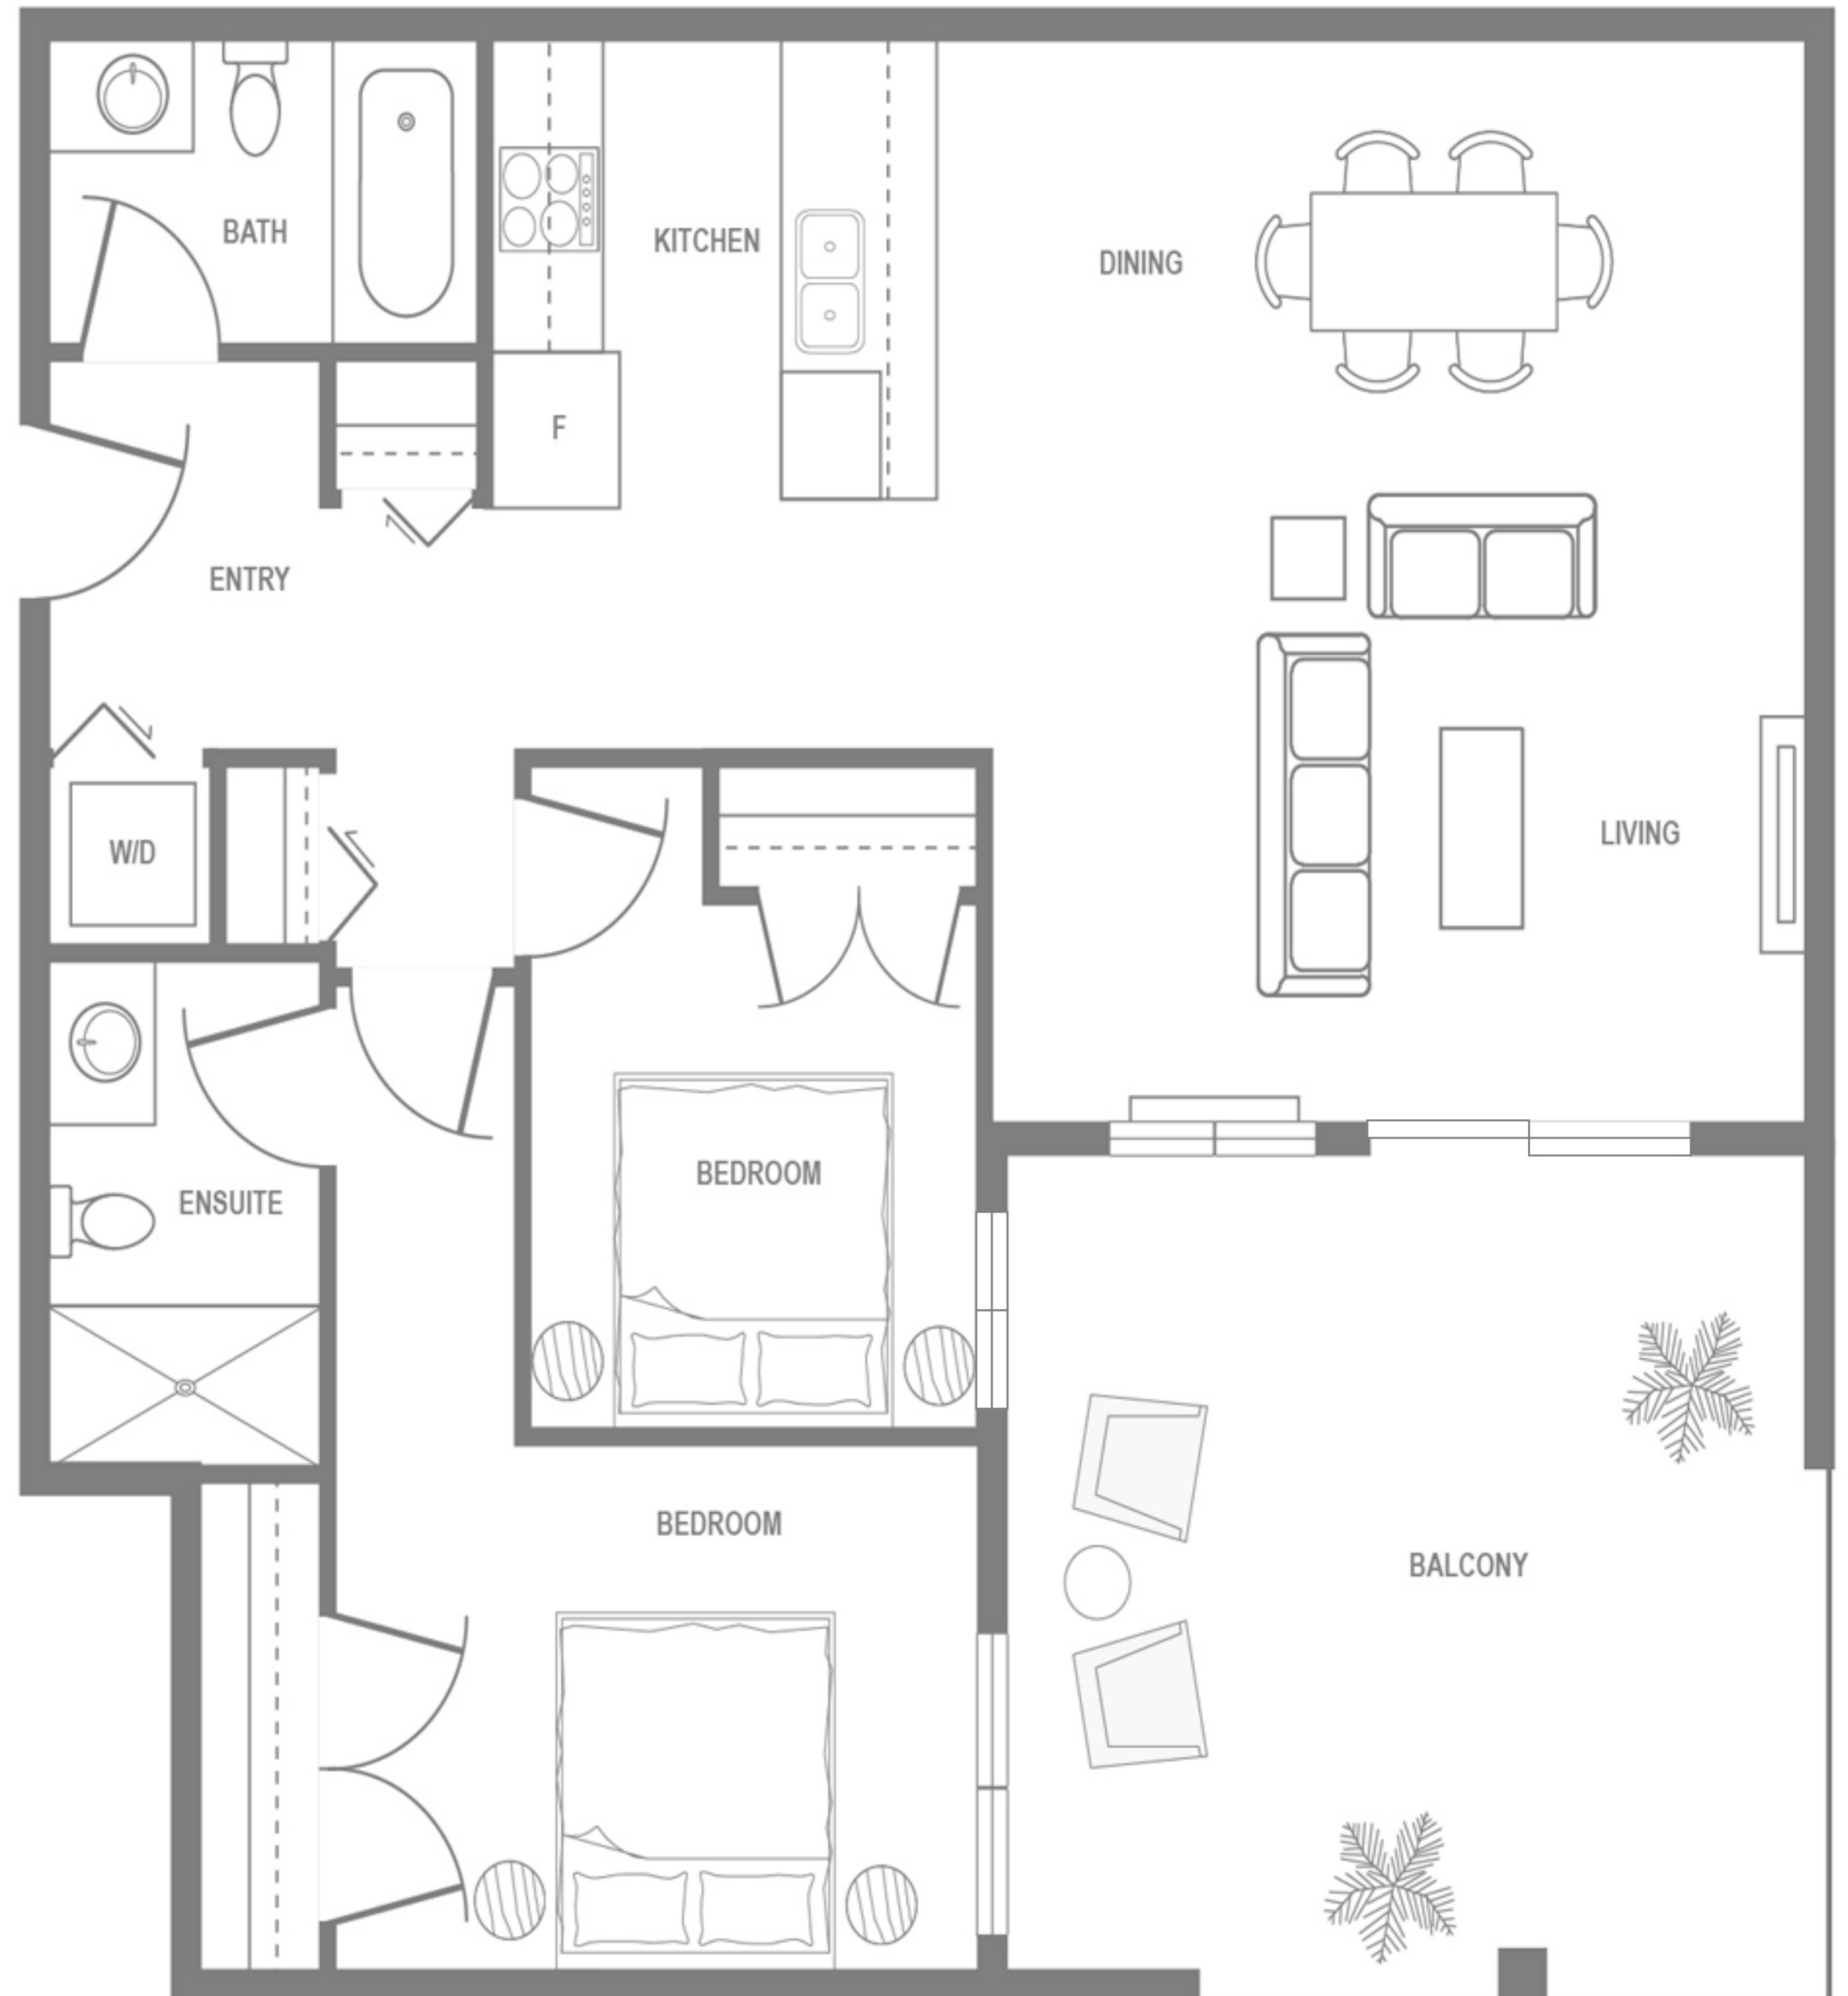 BATH
KITCHEN
DINING
F
ENTRY
W/D
LIVING
BEDROOM
ENSUITE
BEDROOM
BALCONY